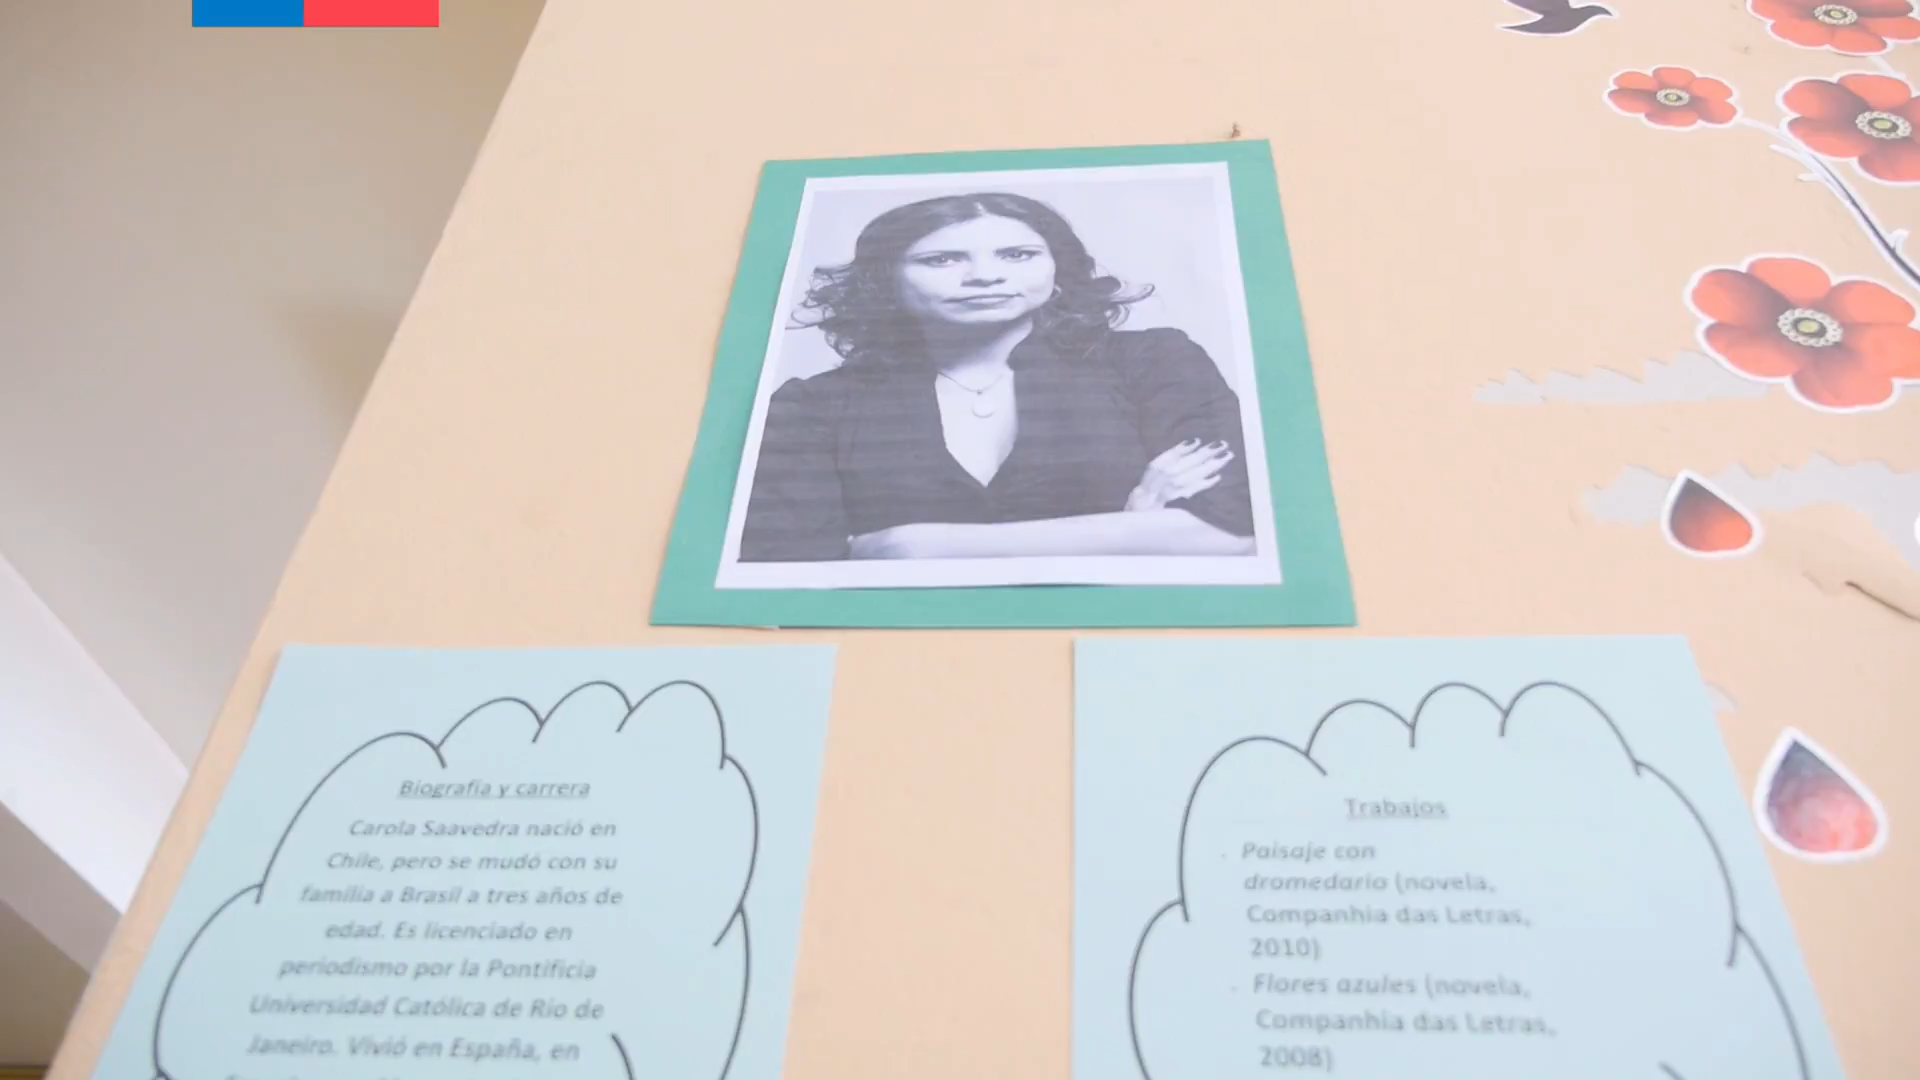 Biografía y carrera
Carola Saavedra nació en
Chile, pero se mudó con su
familia a Brasil a tres años de
edad. Es licenciado en
periodismo por la Pontificia
Universidad Católica de Río de
Janeiro. Vivió en España, en
Trabajos
. Paisaje con
dromedario (novela,
Companhia das Letras,
2010)
. Flores azules (novela,
Companhia das Letras,
2008)